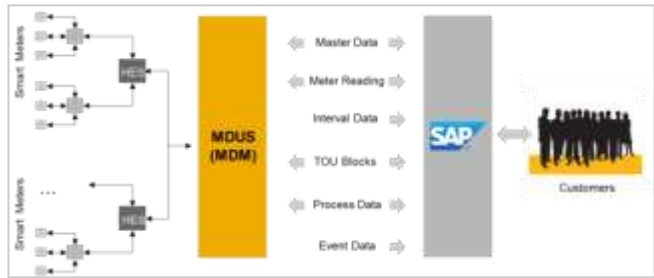 Smart Meters
Smart Meters
...
HES
HES
MDUS
(MDM)
Master Data
Meter Reading
Interval Data
TOU Blocks
Process Data
Event Data
SAP
Customers